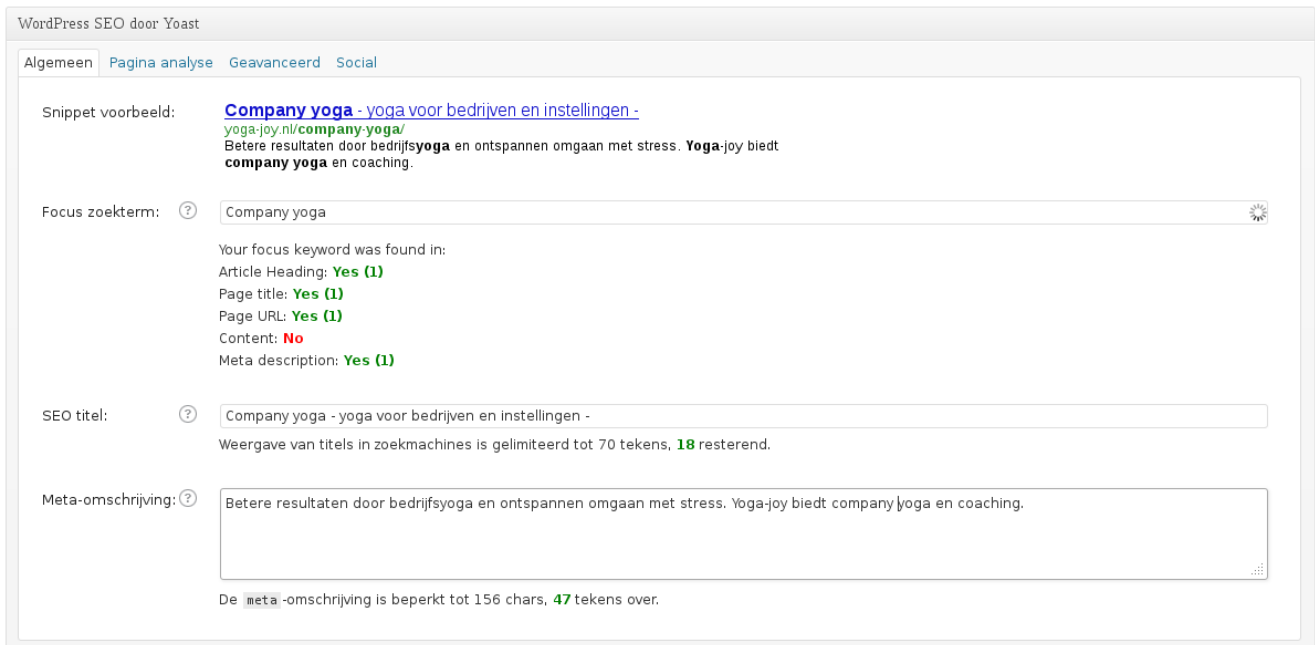 WordPress SEO door Yoast
Algemeen Pagina analyse Geavanceerd Social
Snippet voorbeeld: Company yoga - yoga voor bedrijven en instellingen -
yoga-joy.nl/company-yoga/
Betere resultaten door bedrijfsyoga en ontspannen omgaan met stress. Yoga-joy biedt
company yoga en coaching.
Focus zoekterm: ? Company yoga
Your focus keyword was found in:
Article Heading: Yes (1)
Page title: Yes (1)
Page URL: Yes (1)
Content: No
Meta description: Yes (1)
SEO titel: ? Company yoga - yoga voor bedrijven en instellingen -
Weergave van titels in zoekmachines is gelimiteerd tot 70 tekens, 18 resterend.
Meta-omschrijving: ? Betere resultaten door bedrijfsyoga en ontspannen omgaan met stress. Yoga-joy biedt company yoga en coaching.
De meta -omschrijving is beperkt tot 156 chars, 47 tekens over.